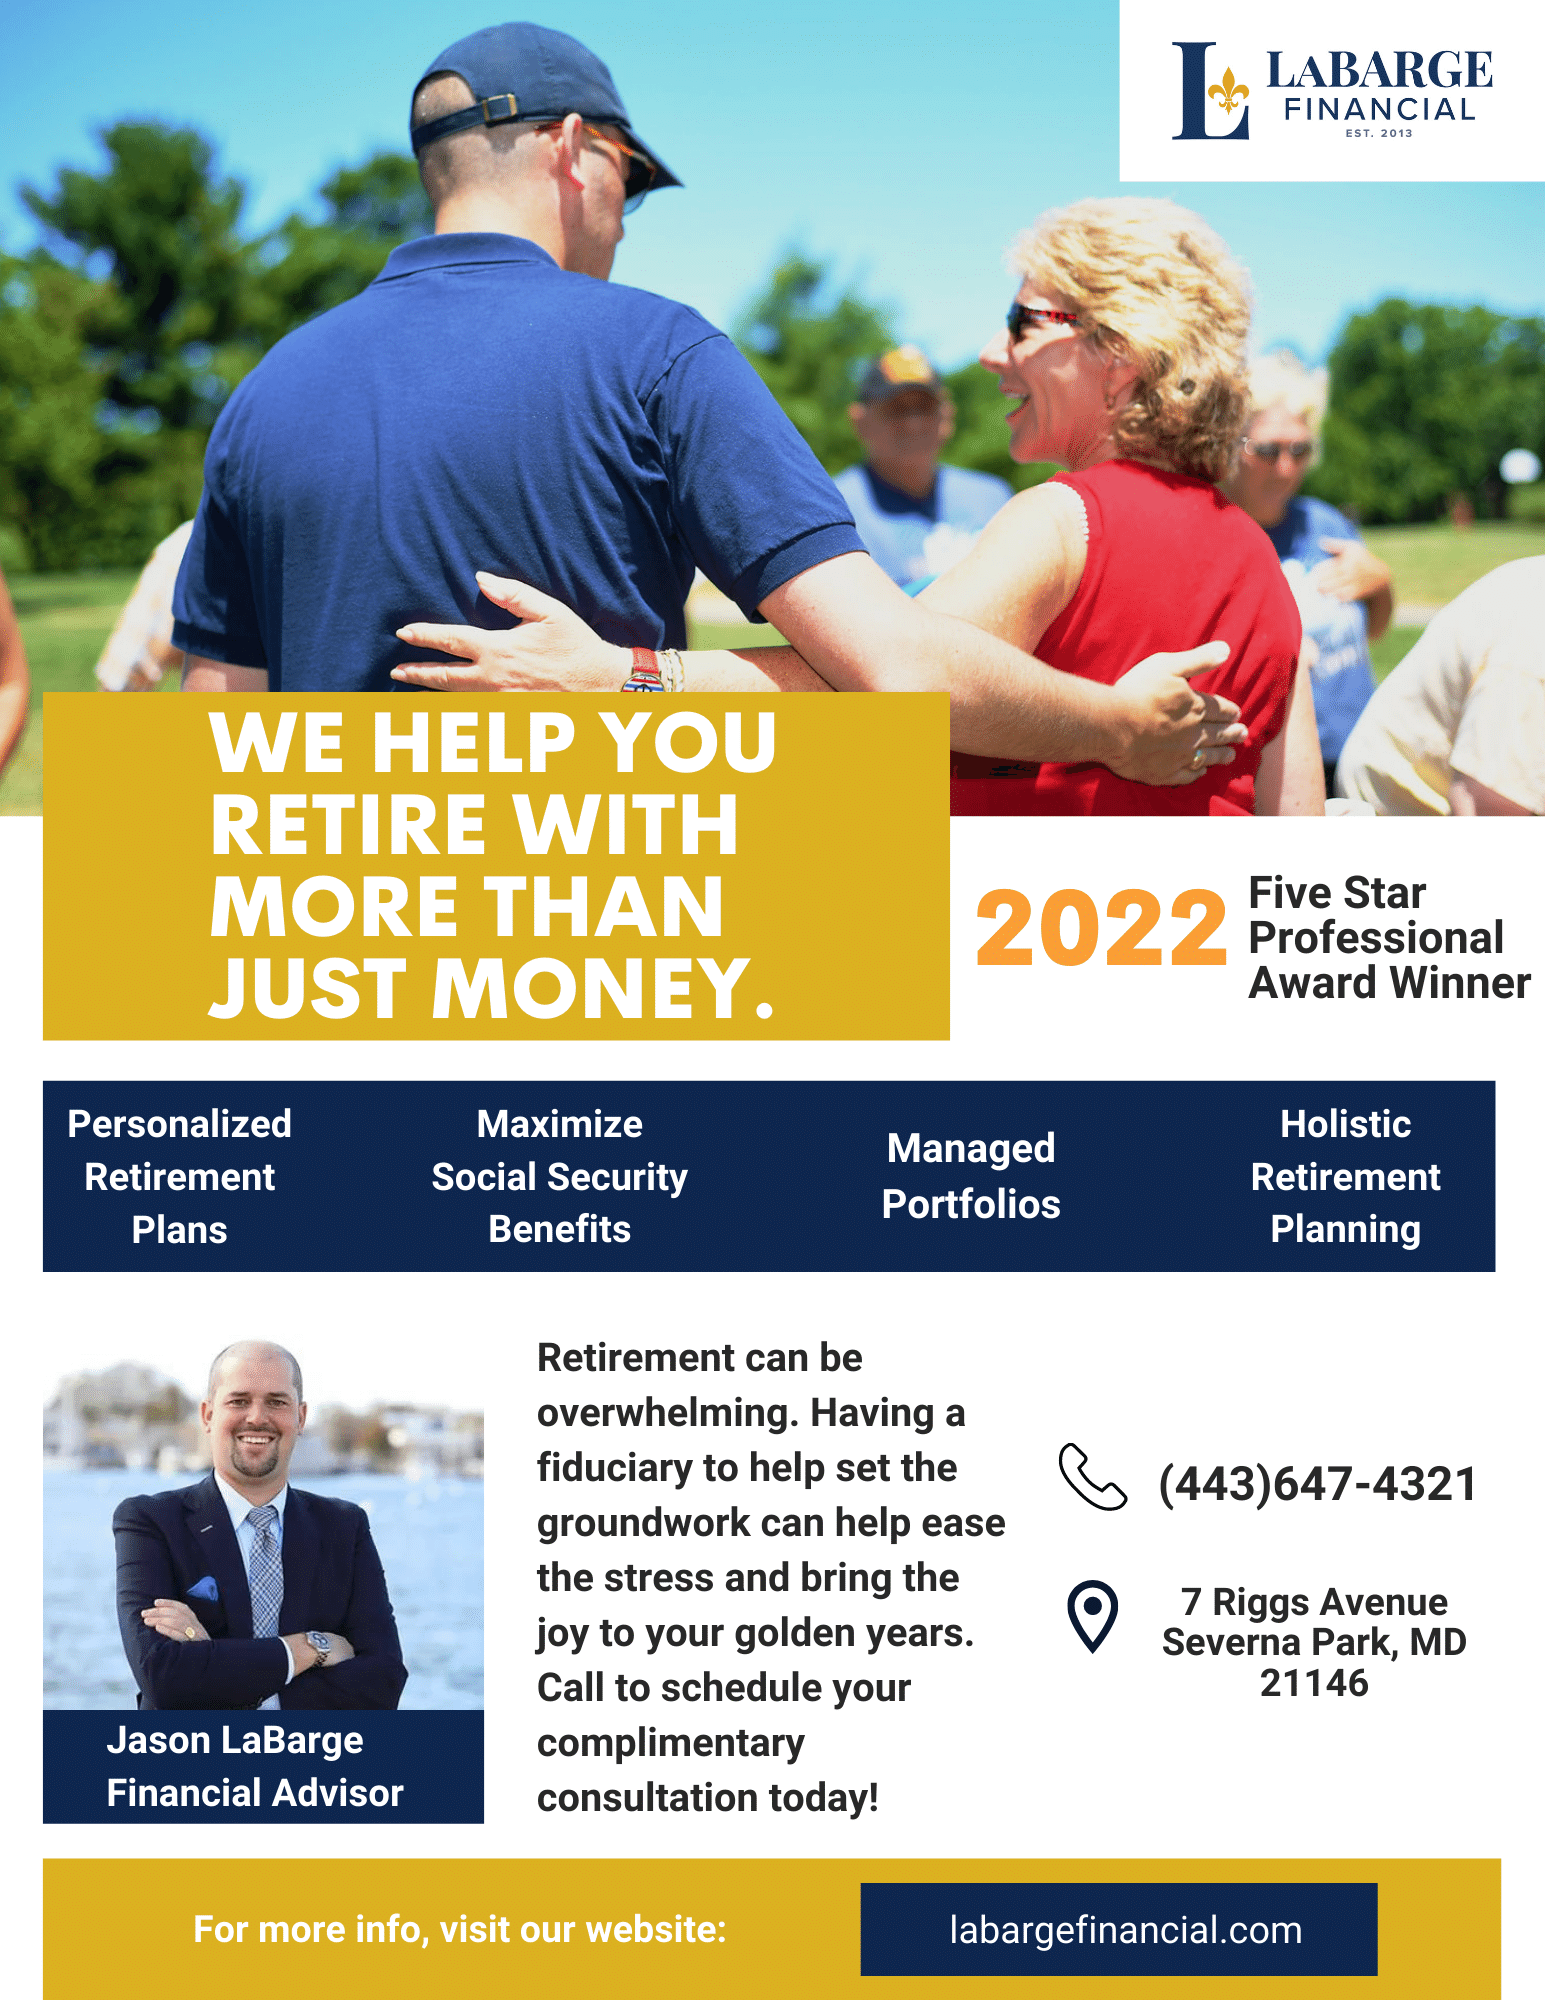 LABARGE
FINANCIAL
EST. 2013
WE HELP YOU
RETIRE WITH
MORE THAN
JUST MONEY.
2022
Five Star
Professional
Award Winner
Personalized
Retirement
Plans
Maximize
Social Security
Benefits
Managed
Portfolios
Holistic
Retirement
Planning
Jason LaBarge
Financial Advisor
Retirement can be
overwhelming. Having a
fiduciary to help set the
groundwork can help ease
the stress and bring the
joy to your golden years.
Call to schedule your
complimentary
consultation today!
(443)647-4321
7 Riggs Avenue
Severna Park, MD
21146
For more info, visit our website:
labargefinancial.com